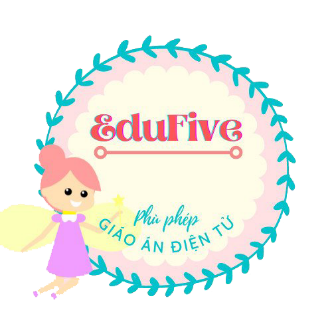 EduFive
Phù phép
GIÁO ÁN ĐIỆN TỬ